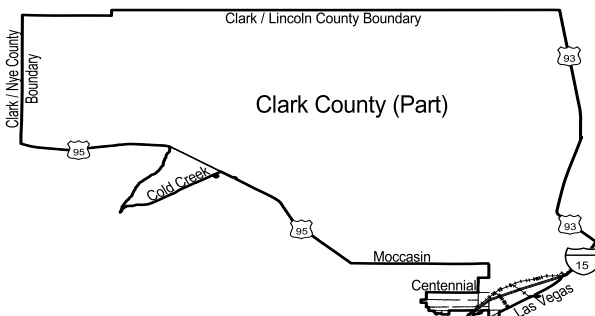 Clark / Lincoln County Boundary
Clark / Nye County
Boundary
93
Clark County (Part)
95
Cold Creek
95
93
Moccasin
15
Centennial
Las Vegas